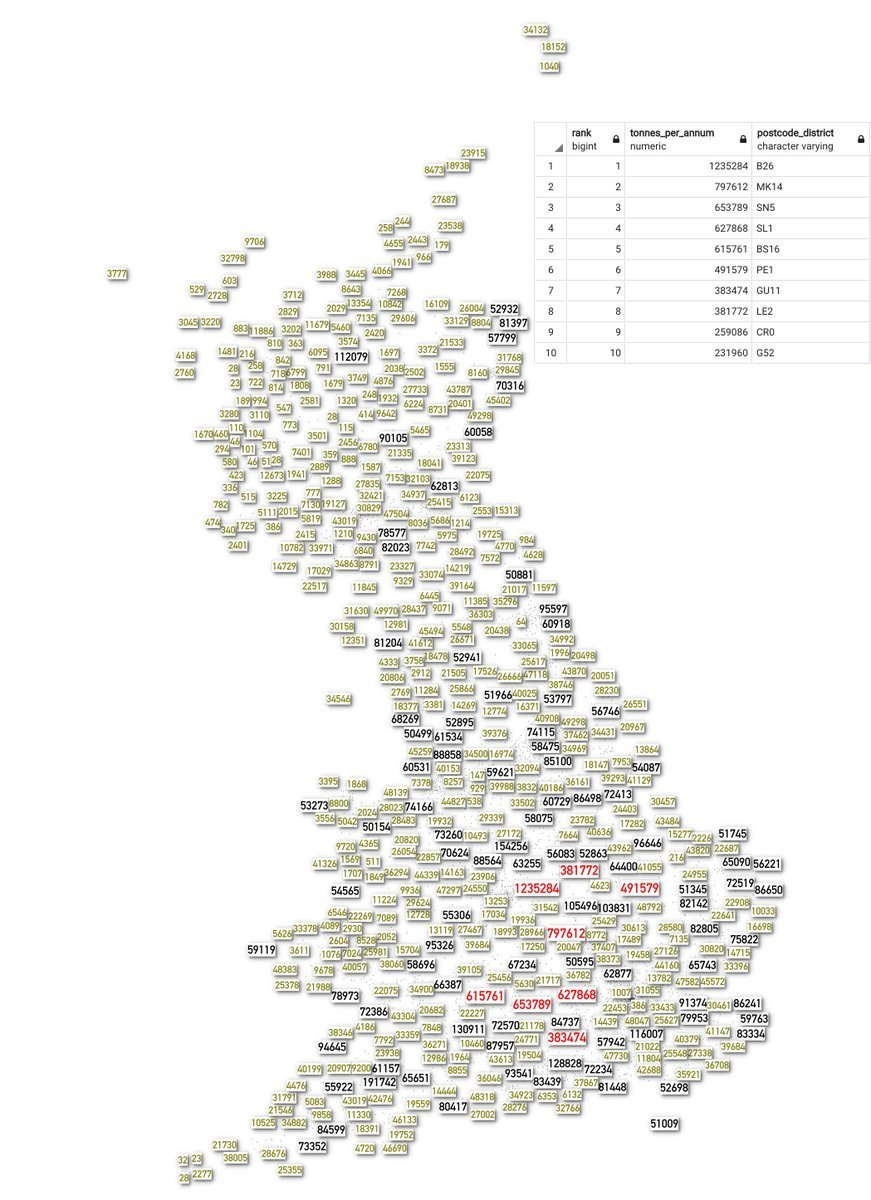 34132
18152
1040
rank tonnes_per_annum postcode_district
bigint numeric character varying
1 1 1235284 B26
2 2 797612 MK14
3 3 653789 SN5
4 4 627868 SL1
5 5 615761 BS16
6 6 491579 PE1
7 7 383474 GU11
8 8 381772 LE2
9 9 259086 CR0
10 10 231960 G52
23915
8473 18938
27687
258 244 23538
9706 4655 2443 179
32798 1941 966
3777 3988 3445 4066
529 603 8643 7268
2728 3712 13354 10842 16109 26004 52932
2829 2029 7135 29606 33129 8804 81397
3045 3220 883 11886 3202 11679 5460 2420 57799
810 363 3574 21533
4168 1481 216 6095 112079 1697 3372 31768
2760 28 258 842 791 2038 2502 1555 8160 29845
23 722 718 6799 3749 4876 70316
814 1808 1679 248 1932 27733 43787
189 994 547 2581 1320 6224 20401 45402
3280 3110 28 414 9642 8731 49298
110 773 115 5465 60058
1670 460 1104 3501 90105
46 570 2456 6780 23313
294 101 7401 359 21335 39123
580 46 51 28 2889 888 1587 18041
423 12673 1941 1288 7153 32103 22075
336 27835 62813
515 3225 777 32421 34937 6123
782 7130 19127 30829 25415
5111 2015 47504 2553 15313
474 340 1725 386 5819 43019 8036 5686 1214
2415 1210 9430 78577 5975 19725 984
2401 10782 33971 6840 82023 7742 28492 4770 4628
14729 17029 34863 8791 23327 14219 7572
22517 11845 9329 33074 39164 50881
6445 21017 11597
31630 49970 28437 9071 11385 35296 95597
30158 12981 45494 5548 36303 64 60918
12351 81204 41612 26671 20438 34992
4333 3758 18478 52941 33065 1996 20498
20806 2912 21505 17526 26666 25617 47118 43870 20051
34546 2769 11284 25866 51966 40025 38746 53797 28230
18377 3381 14269 12774 16371 56746 26551
68269 52895 40908 49298 20967
50499 61534 39376 74115 37462 34431
45259 88858 34500 16974 58475 34969 13864
60531 40153 147 59621 32094 85100 18147 7953 54087
3395 1868 7378 8257 929 39988 3832 40186 36161 39293 41129
48139 72413
53273 8800 2024 28023 74166 44827 538 33502 60729 86498 30457
3556 5042 28483 19932 29339 58075 23782 24403 43484
50154 73260 10493 27172 7664 40636 17282 15277 2226 51745
9720 4365 20820 154256 96646 43820 22687
26054 22857 70624 56083 52863 43962 216
41326 1569 511 88564 63255 64400 41055 65090 56221
1707 1849 36294 44339 14163 23906 381772 24955 72519
54565 9936 47297 24550 1235284 4623 491579 51345 86650
11224 29624 13253 105496 103831 48792 82142 22908
6546 22269 7089 12728 55306 17034 31542 22641 10033
5626 33378 4089 2930 13119 27467 19936 25429 30613 28580 82805 16698
2604 8528 2052 18993 28966 797612 8772 17489 7135 75822
59119 3611 1076 7024 25981 15704 95326 39684 17250 20047 37407 19458 27126 30820 14715
48383 9678 40057 38060 58696 39105 67234 50595 38373 44160 65743 33396
25378 21988 22075 34900 66387 25456 5630 21717 36782 62877 13782 47582 45572
78973 615761 653789 627868 1007 31055
72386 43304 20682 22227 22453 386 33433 91374 30461 86241
38346 4186 7848 130911 72570 21178 84737 14439 48047 25627 79953 59763
7792 33359 36271 10460 87957 24771 383474 57942 116007 40379 41147 83334
94645 23938 12986 1964 43613 19504 47730 21022 25548 27338 39684
40199 20907 9200 61157 8855 128828 72234 11804 42688 35921 36708
4476 55922 191742 65651 36046 93541 83439 37867 81448 52698
31791 5083 43019 42476 14444 48318 34923 6353 6132
21546 9858 11330 19559 80417 27002 28276 32766
10525 34882 84599 18391 46133 51009
21730 73352 19752
32 23 38005 28676 4720 46690
28 2277 25355